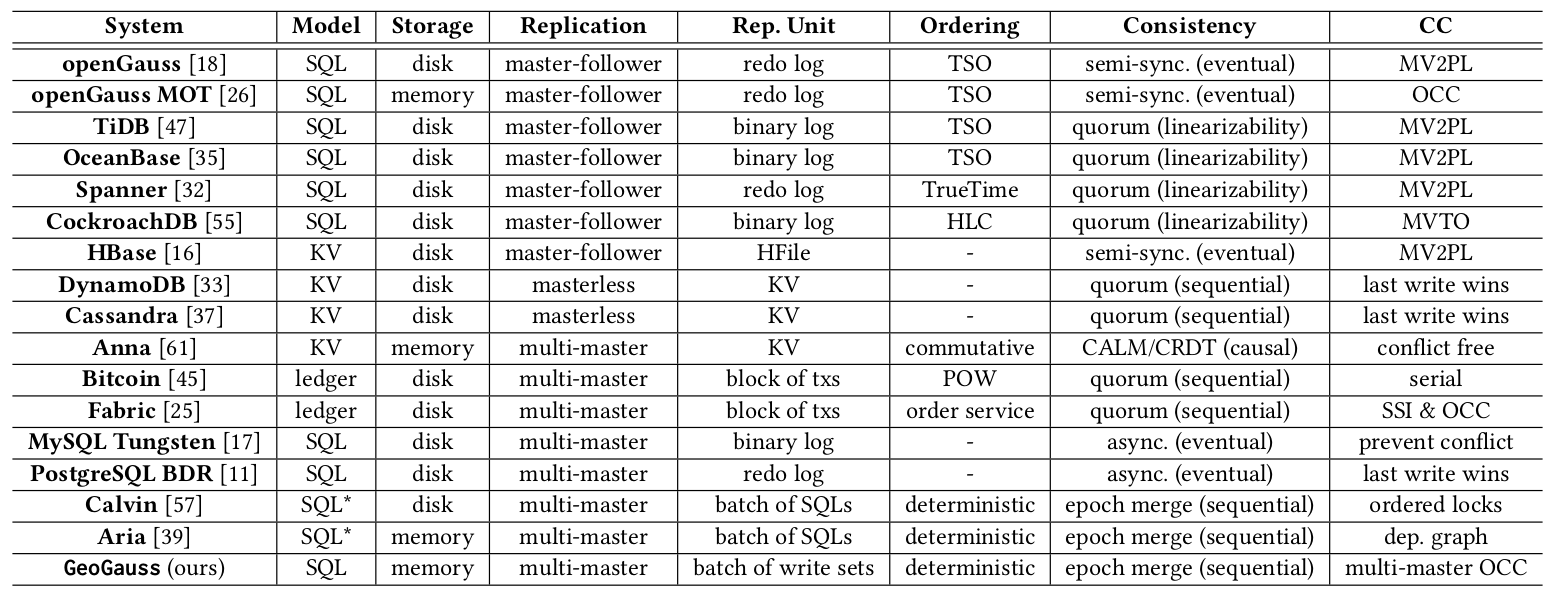 System Model Storage Replication Rep. Unit Ordering Consistency CC
openGauss [18] SQL disk master-follower redo log TSO semi-sync. (eventual) MV2PL
openGauss MOT [26] SQL memory master-follower redo log TSO semi-sync. (eventual) OCC
TiDB [47] SQL disk master-follower binary log TSO quorum (linearizability) MV2PL
OceanBase [35] SQL disk master-follower binary log TSO quorum (linearizability) MV2PL
Spanner [32] SQL disk master-follower redo log TrueTime quorum (linearizability) MV2PL
CockroachDB [55] SQL disk master-follower binary log HLC quorum (linearizability) MVTO
HBase [16] KV disk master-follower HFile - semi-sync. (eventual) MV2PL
DynamoDB [33] KV disk masterless KV - quorum (sequential) last write wins
Cassandra [37] KV disk masterless KV - quorum (sequential) last write wins
Anna [61] KV memory multi-master KV commutative CALM/CRDT (causal) conflict free
Bitcoin [45] ledger disk multi-master block of txs POW quorum (sequential) serial
Fabric [25] ledger disk multi-master block of txs order service quorum (sequential) SSI & OCC
MySQL Tungsten [17] SQL disk multi-master binary log - async. (eventual) prevent conflict
PostgreSQL BDR [11] SQL disk multi-master redo log - async. (eventual) last write wins
Calvin [57] SQL* disk multi-master batch of SQLs deterministic epoch merge (sequential) ordered locks
Aria [39] SQL* memory multi-master batch of SQLs deterministic epoch merge (sequential) dep. graph
GeoGauss (ours) SQL memory multi-master batch of write sets deterministic epoch merge (sequential) multi-master OCC